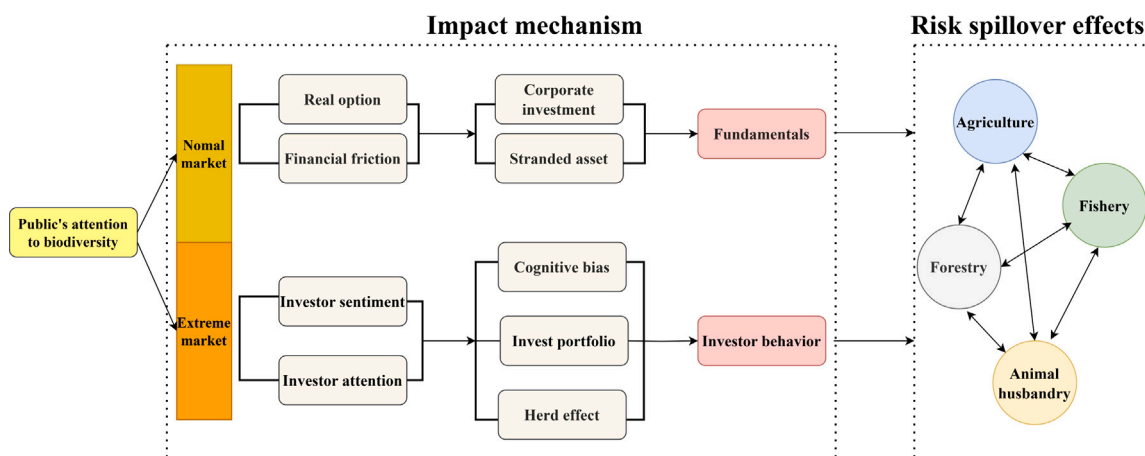 Impact mechanism
Risk spillover effects
Public's attention
to biodiversity
Nomal
market
Real option
Financial friction
Corporate
investment
Stranded asset
Fundamentals
Extreme
market
Investor sentiment
Investor attention
Cognitive bias
Invest portfolio
Herd effect
Investor behavior
Agriculture
Fishery
Forestry
Animal
husbandry